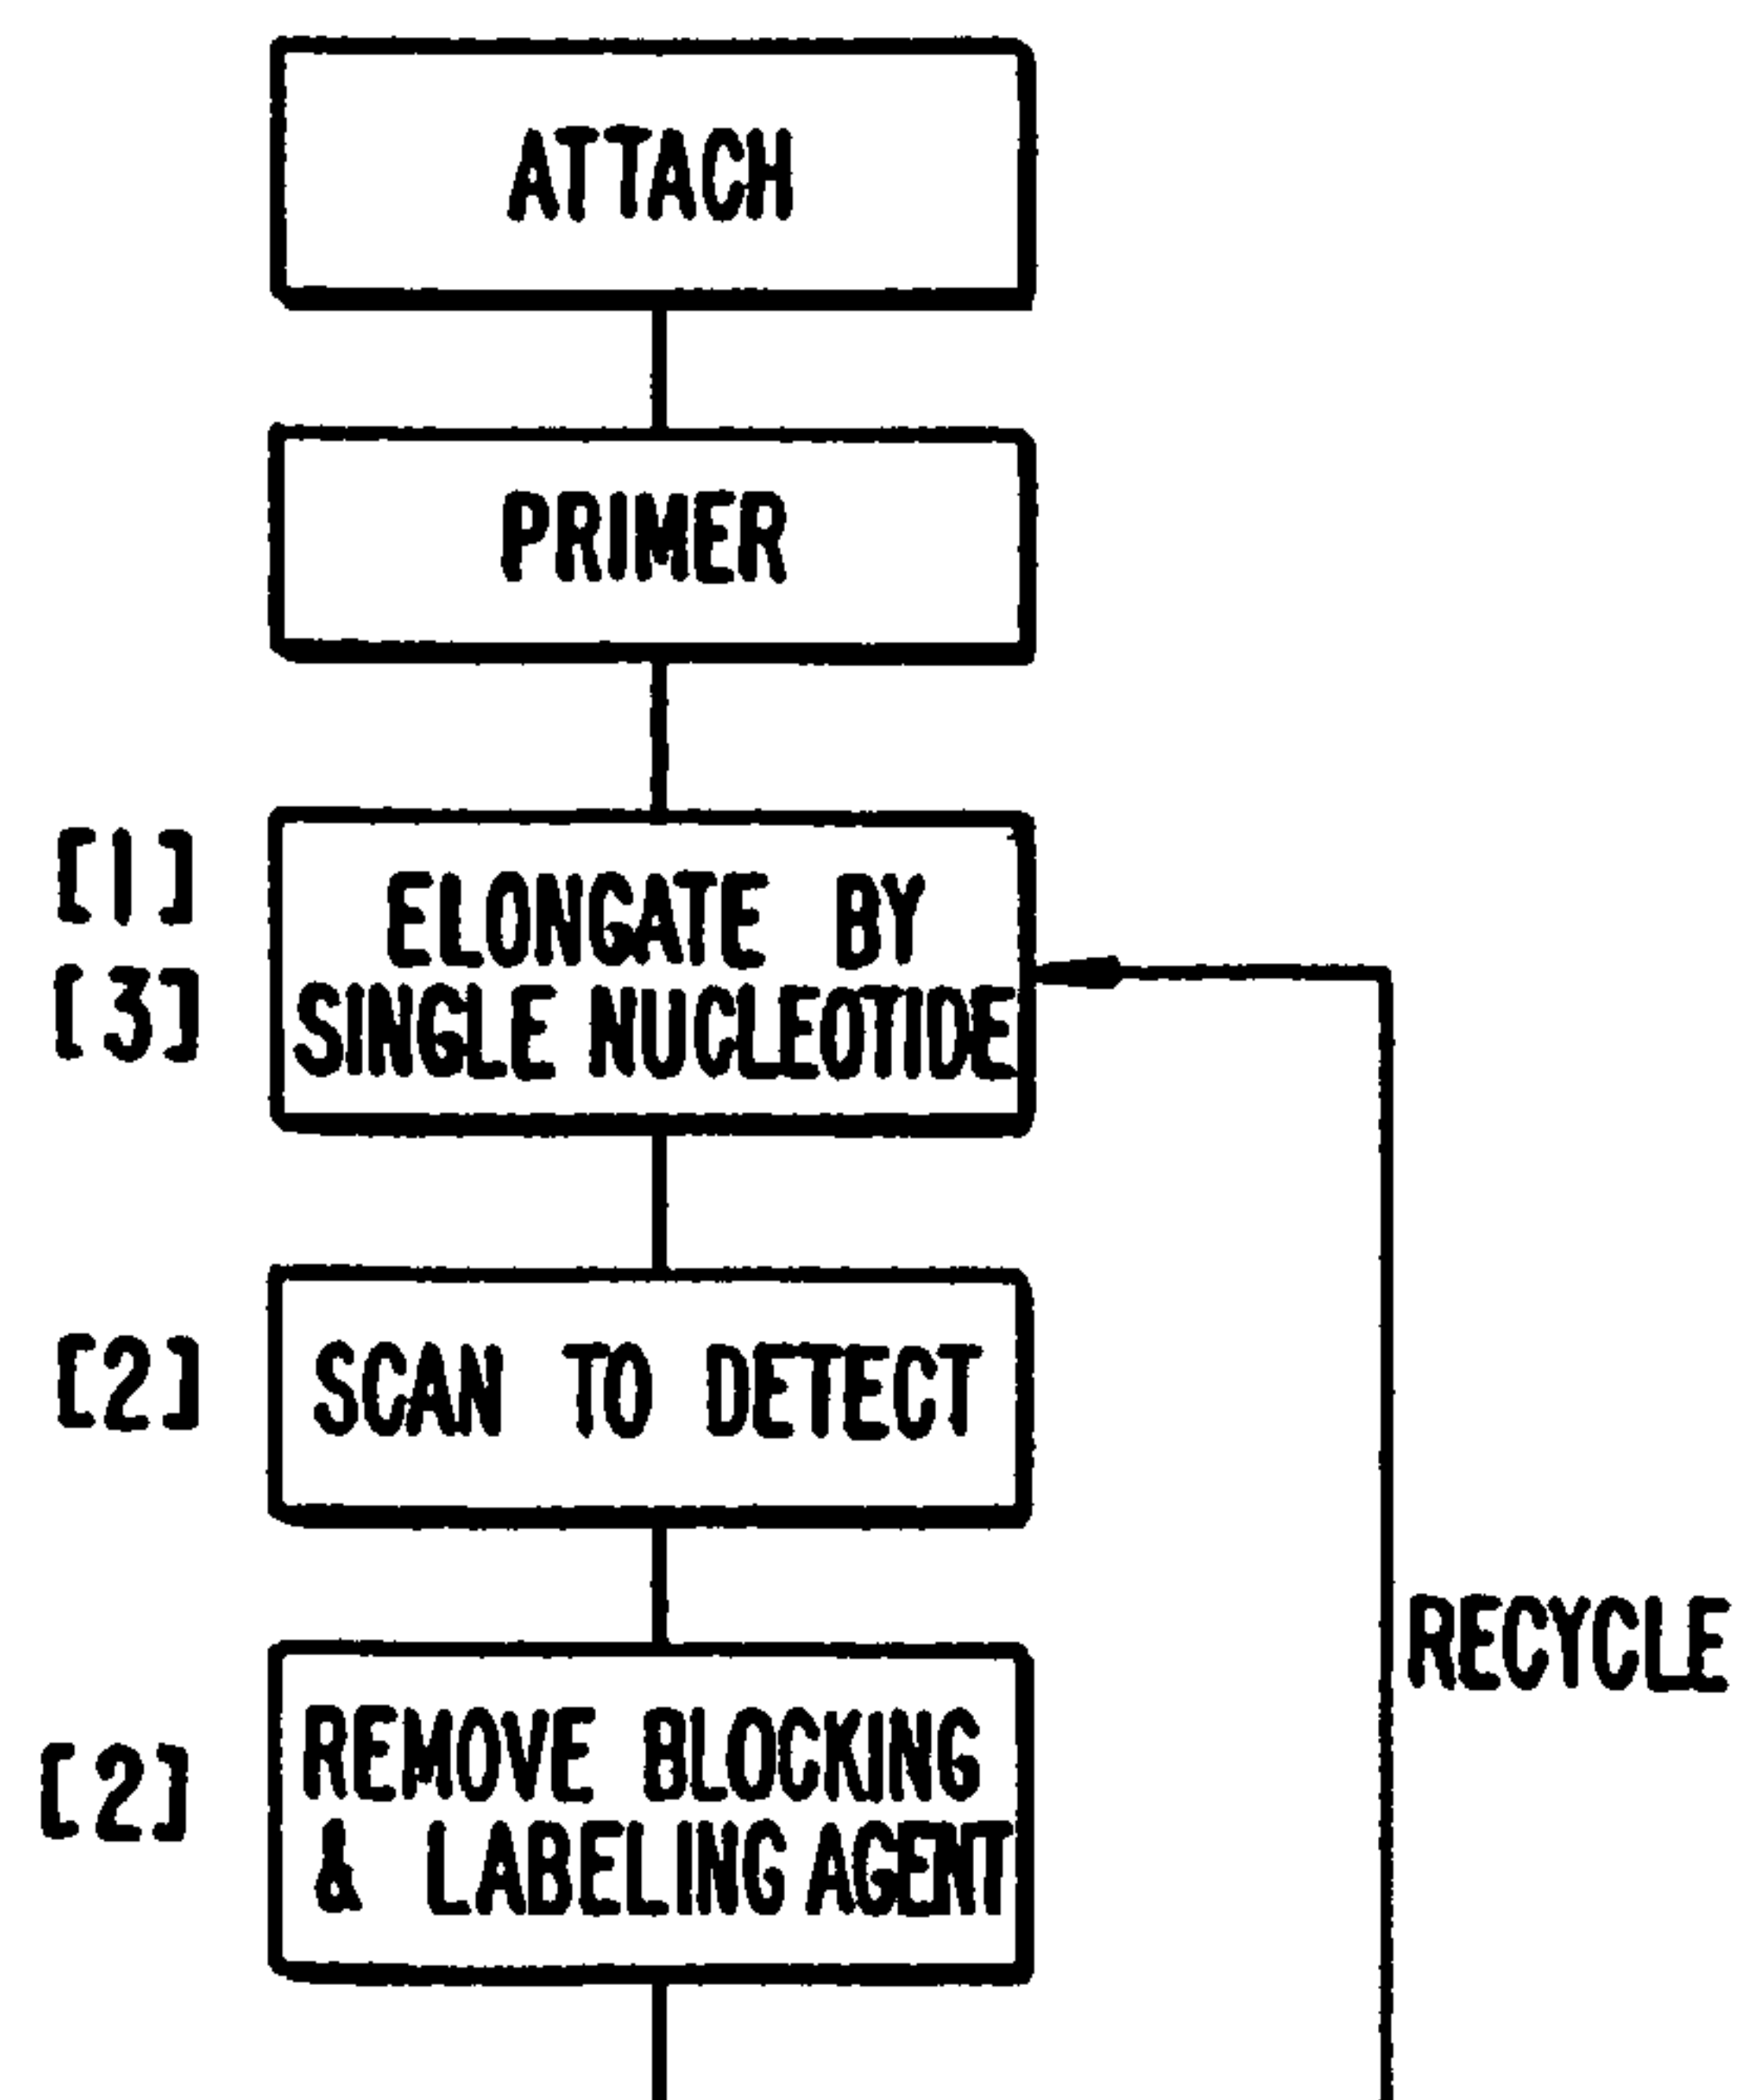 ATTACH
PRIMER
[1]
ELONGATE BY
[3]
SINGLE NUCLEOTIDE
[2]
SCAN TO DETECT
RECYCLE
REMOVE BLOCKING
[2]
& LABELING AGENT